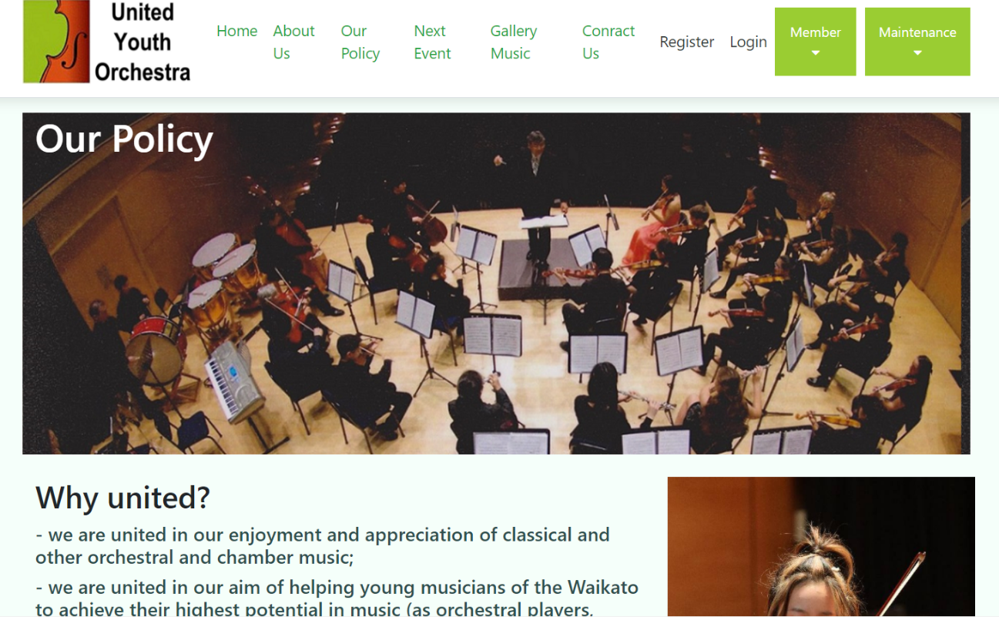 United
Youth
Orchestra
Home
About
Us
Our
Policy
Next
Event
Gallery
Music
Conract
Us
Register
Login
Member
Maintenance
Our Policy
Why united?
- we are united in our enjoyment and appreciation of classical and
other orchestral and chamber music;
- we are united in our aim of helping young musicians of the Waikato
to achieve their highest potential in music (as orchestral players,